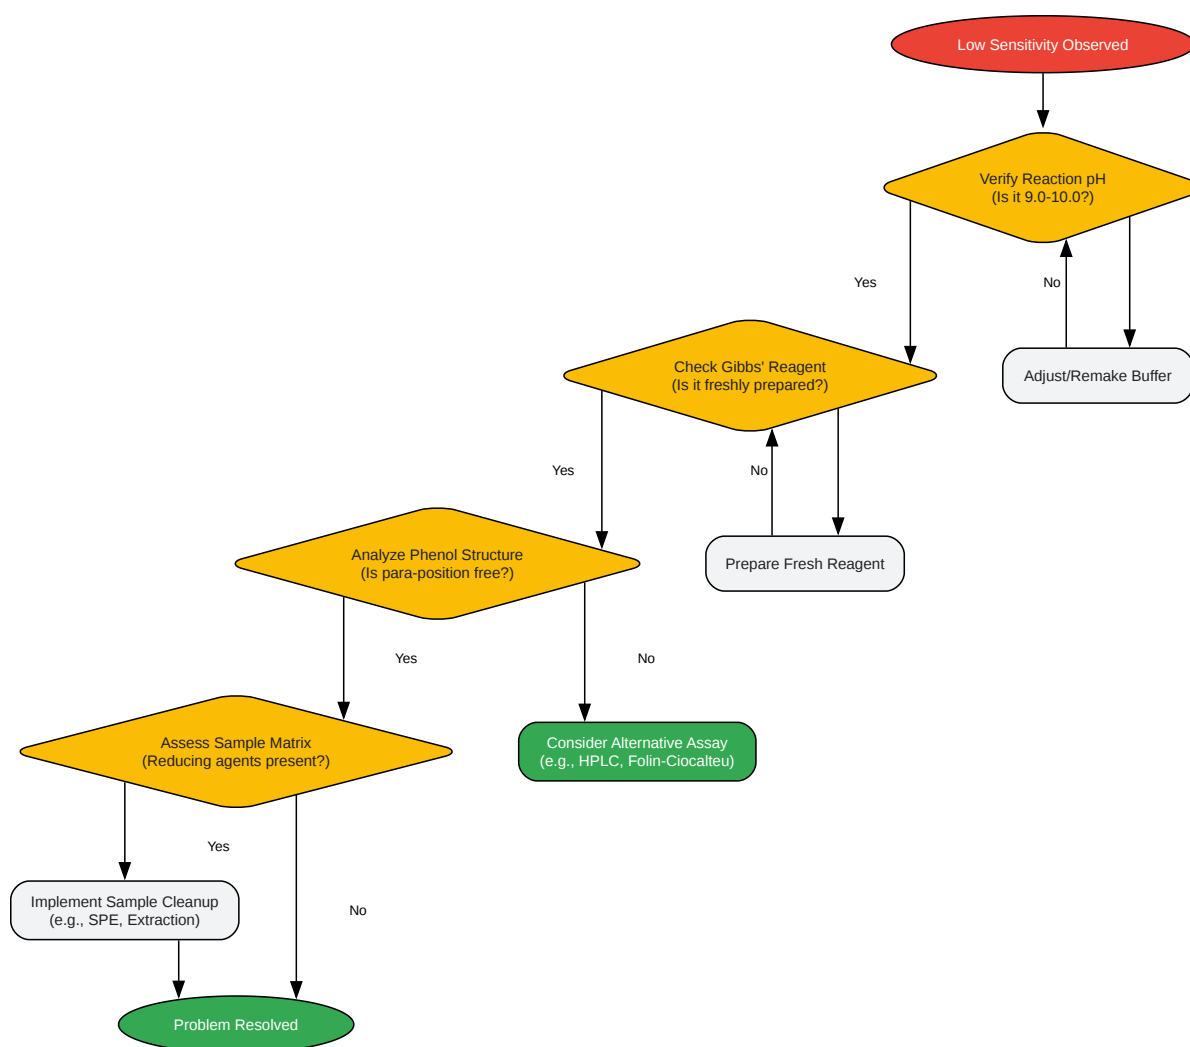 Low Sensitivity Observed
Verify Reaction pH
(Is it 9.0-10.0?)
Yes
No
Check Gibbs' Reagent
(Is it freshly prepared?)
Adjust/Remake Buffer
Yes
No
Analyze Phenol Structure
(Is para-position free?)
Prepare Fresh Reagent
Yes
No
Assess Sample Matrix
(Reducing agents present?)
Consider Alternative Assay
(e.g., HPLC, Folin-Ciocalteu)
Yes
Implement Sample Cleanup
(e.g., SPE, Extraction)
No
Problem Resolved